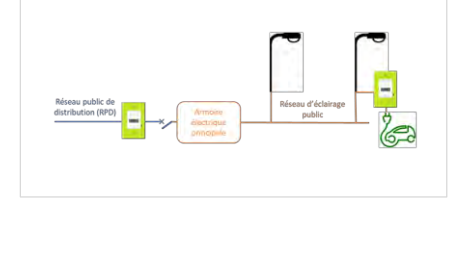 Réseau public de
distribution (RPD)
Armoire
électrique
principale
Réseau d'éclairage
public